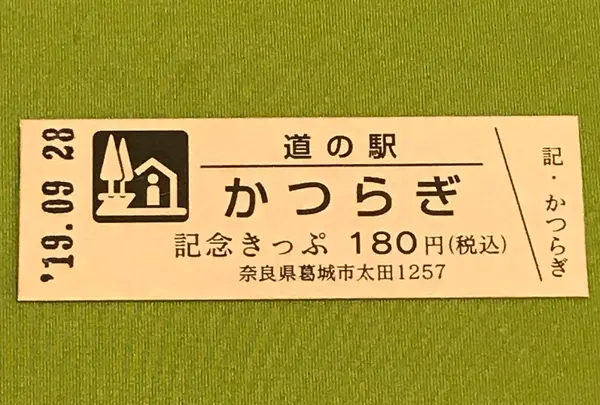 '19.09 28
道の駅
かつらぎ
記念きっぷ 180円(税込)
奈良県葛城市太田1257
記・かつらぎ